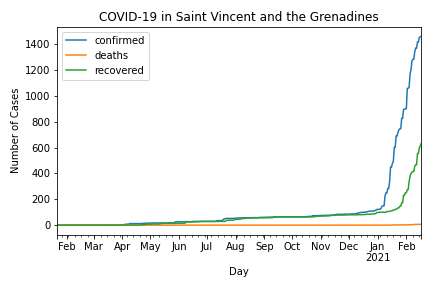 COVID-19 in Saint Vincent and the Grenadines
confirmed
deaths
recovered
Number of Cases
1400
1200
1000
800
600
400
200
0
Feb Mar Apr May Jun Jul Aug Sep Oct Nov Dec Jan Feb
2021
Day